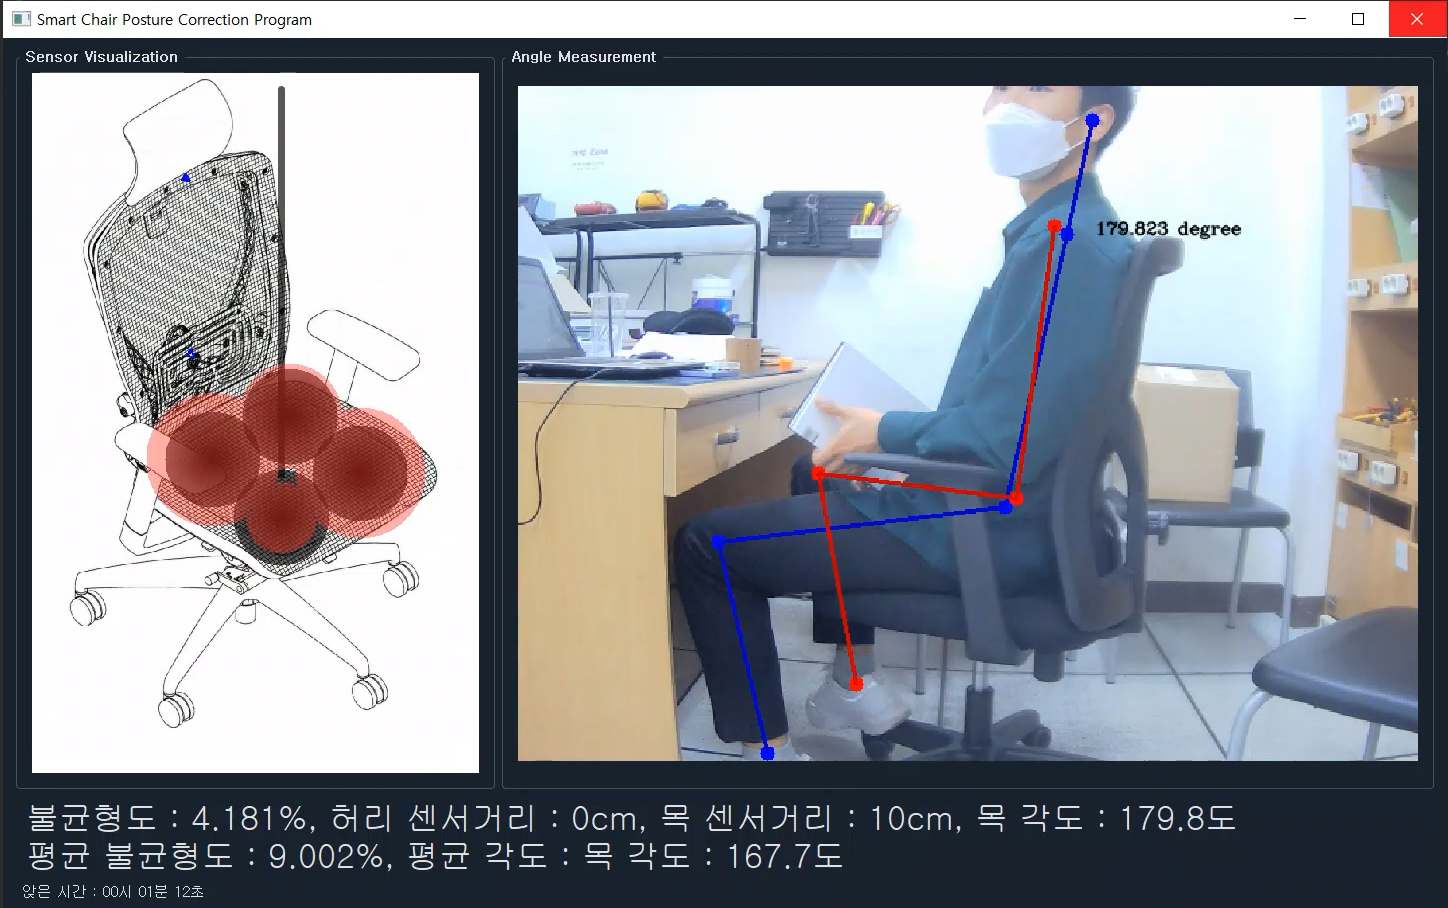 Smart Chair Posture Correction Program
Sensor Visualization
Angle Measurement
179.823 degree
불균형도 : 4.181%, 허리 센서거리 : 0cm, 목 센서거리 : 10cm, 목 각도 : 179.8도
평균 불균형도 : 9.002%, 평균 각도 : 목 각도 : 167.7도
앉은 시간 : 00시 01분 12초